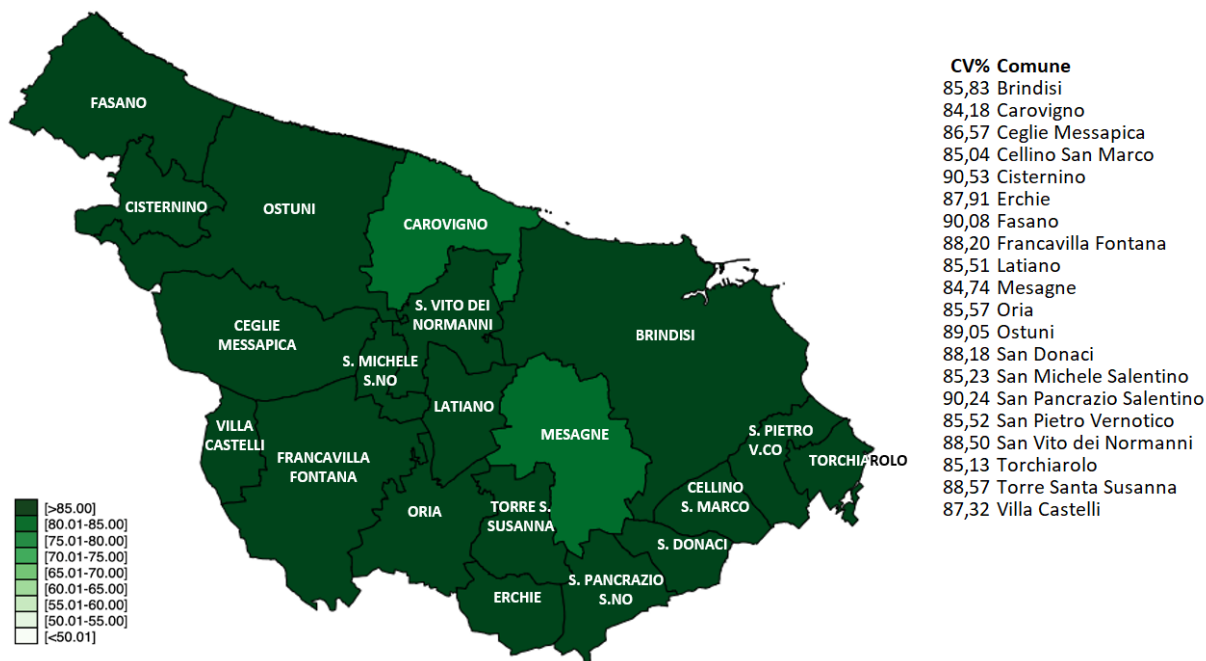 FASANO
CISTERNINO
OSTUNI
CAROVIGNO
S. VITO DEI
NORMANNI
CEGLIE
MESSAPICA
S. MICHELE
S.NO
BRINDISI
LATIANO
VILLA
CASTELLI
FRANCAVILLA
FONTANA
MESAGNE
S. PIETRO
V.CO
TORCHIAROLO
CELLINO
S. MARCO
ORIA
TORRE S.
SUSANNA
S. DONACI
S. PANCRAZIO
S.NO
ERCHIE
[>85.00]
[80.01-85.00]
[75.01-80.00]
[70.01-75.00]
[65.01-70.00]
[60.01-65.00]
[55.01-60.00]
[50.01-55.00]
[<50.01]
CV% Comune
85,83 Brindisi
84,18 Carovigno
86,57 Ceglie Messapica
85,04 Cellino San Marco
90,53 Cisternino
87,91 Erchie
90,08 Fasano
88,20 Francavilla Fontana
85,51 Latiano
84,74 Mesagne
85,57 Oria
89,05 Ostuni
88,18 San Donaci
85,23 San Michele Salentino
90,24 San Pancrazio Salentino
85,52 San Pietro Vernotico
88,50 San Vito dei Normanni
85,13 Torchiarolo
88,57 Torre Santa Susanna
87,32 Villa Castelli